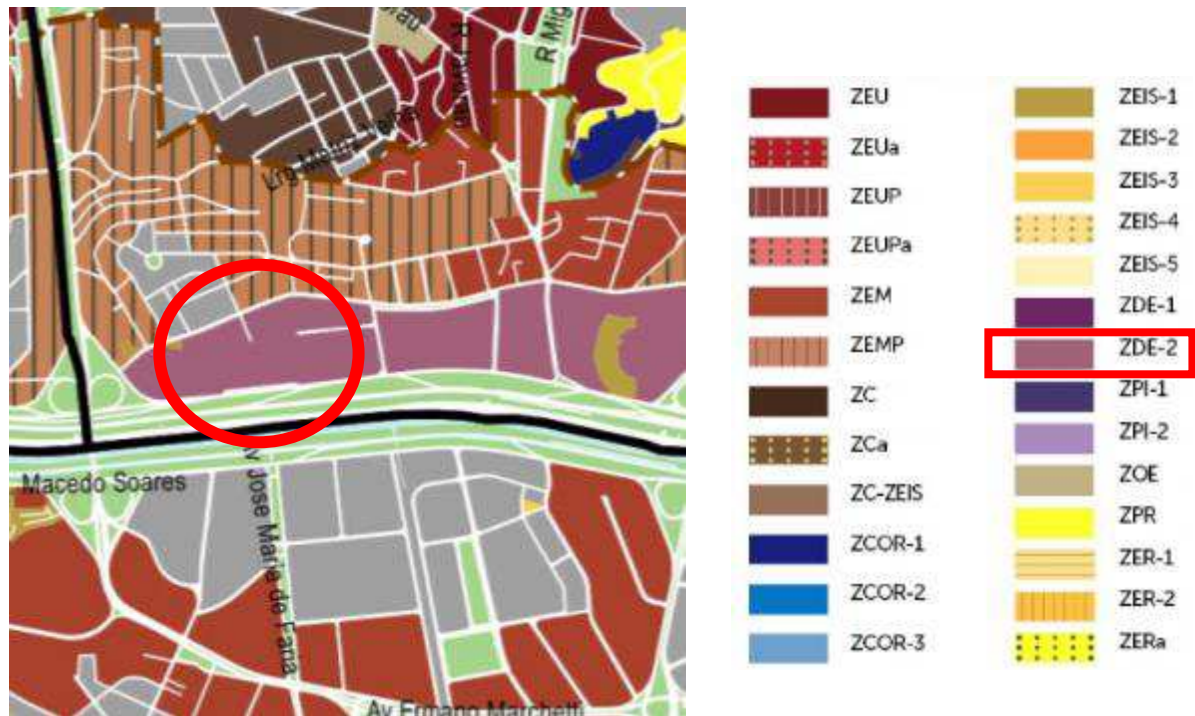 R Mig
Macedo Soares
Av José Maria de Faria
Av Ermano Marchetti
ZEU
ZEUa
ZEUP
ZEUPa
ZEM
ZEMP
ZC
ZCa
ZC-ZEIS
ZCOR-1
ZCOR-2
ZCOR-3
ZEIS-1
ZEIS-2
ZEIS-3
ZEIS-4
ZEIS-5
ZDE-1
ZDE-2
ZPI-1
ZPI-2
ZOE
ZPR
ZER-1
ZER-2
ZERa